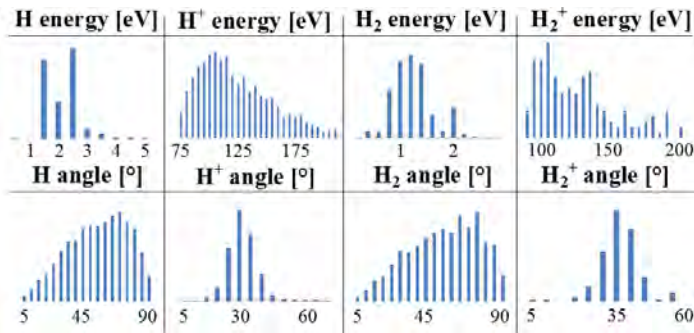 H energy [eV] H⁺ energy [eV] H₂ energy [eV] H₂⁺ energy [eV]
1 2 3 4 5 75 125 175 1 2 100 150 200
H angle [°] H⁺ angle [°] H₂ angle [°] H₂⁺ angle [°]
5 45 90 5 30 60 5 45 90 5 35 60